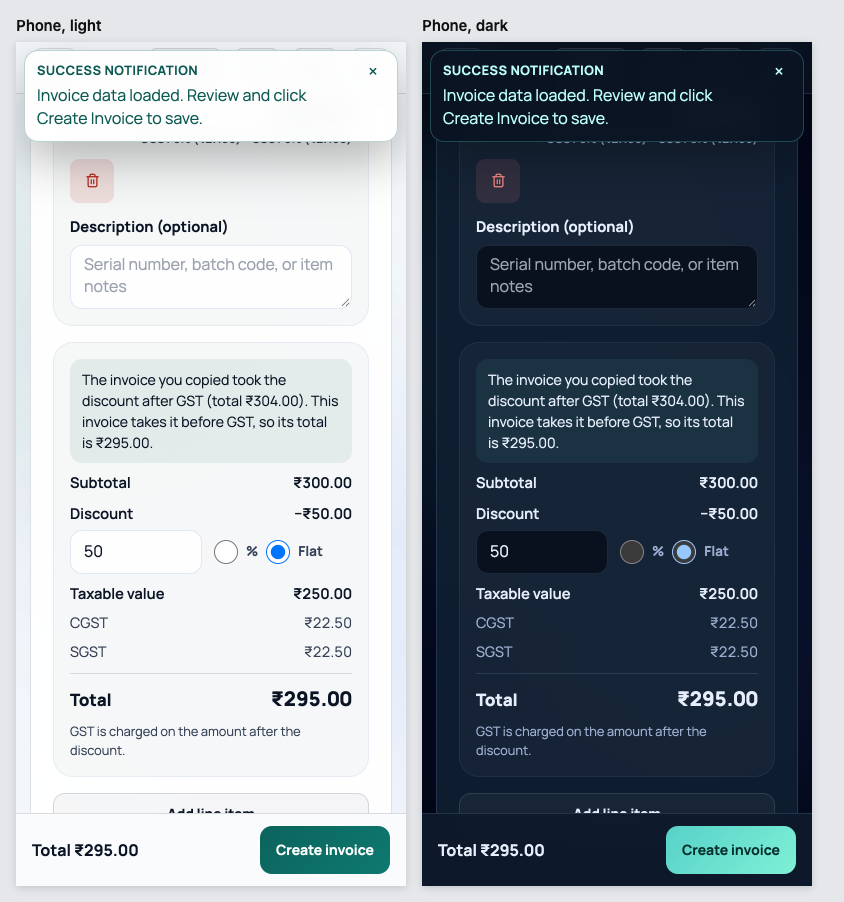 Phone, light
SUCCESS NOTIFICATION
×
Invoice data loaded. Review and click
Create Invoice to save.
Description (optional)
Serial number, batch code, or item
notes
The invoice you copied took the
discount after GST (total ₹304.00). This
invoice takes it before GST, so its total
is ₹295.00.
Subtotal ₹300.00
Discount −₹50.00
50 % Flat
Taxable value ₹250.00
CGST ₹22.50
SGST ₹22.50
Total ₹295.00
GST is charged on the amount after the
discount.
Add line item
Total ₹295.00 Create invoice
Phone, dark
SUCCESS NOTIFICATION
×
Invoice data loaded. Review and click
Create Invoice to save.
Description (optional)
Serial number, batch code, or item
notes
The invoice you copied took the
discount after GST (total ₹304.00). This
invoice takes it before GST, so its total
is ₹295.00.
Subtotal ₹300.00
Discount −₹50.00
50 % Flat
Taxable value ₹250.00
CGST ₹22.50
SGST ₹22.50
Total ₹295.00
GST is charged on the amount after the
discount.
Add line item
Total ₹295.00 Create invoice